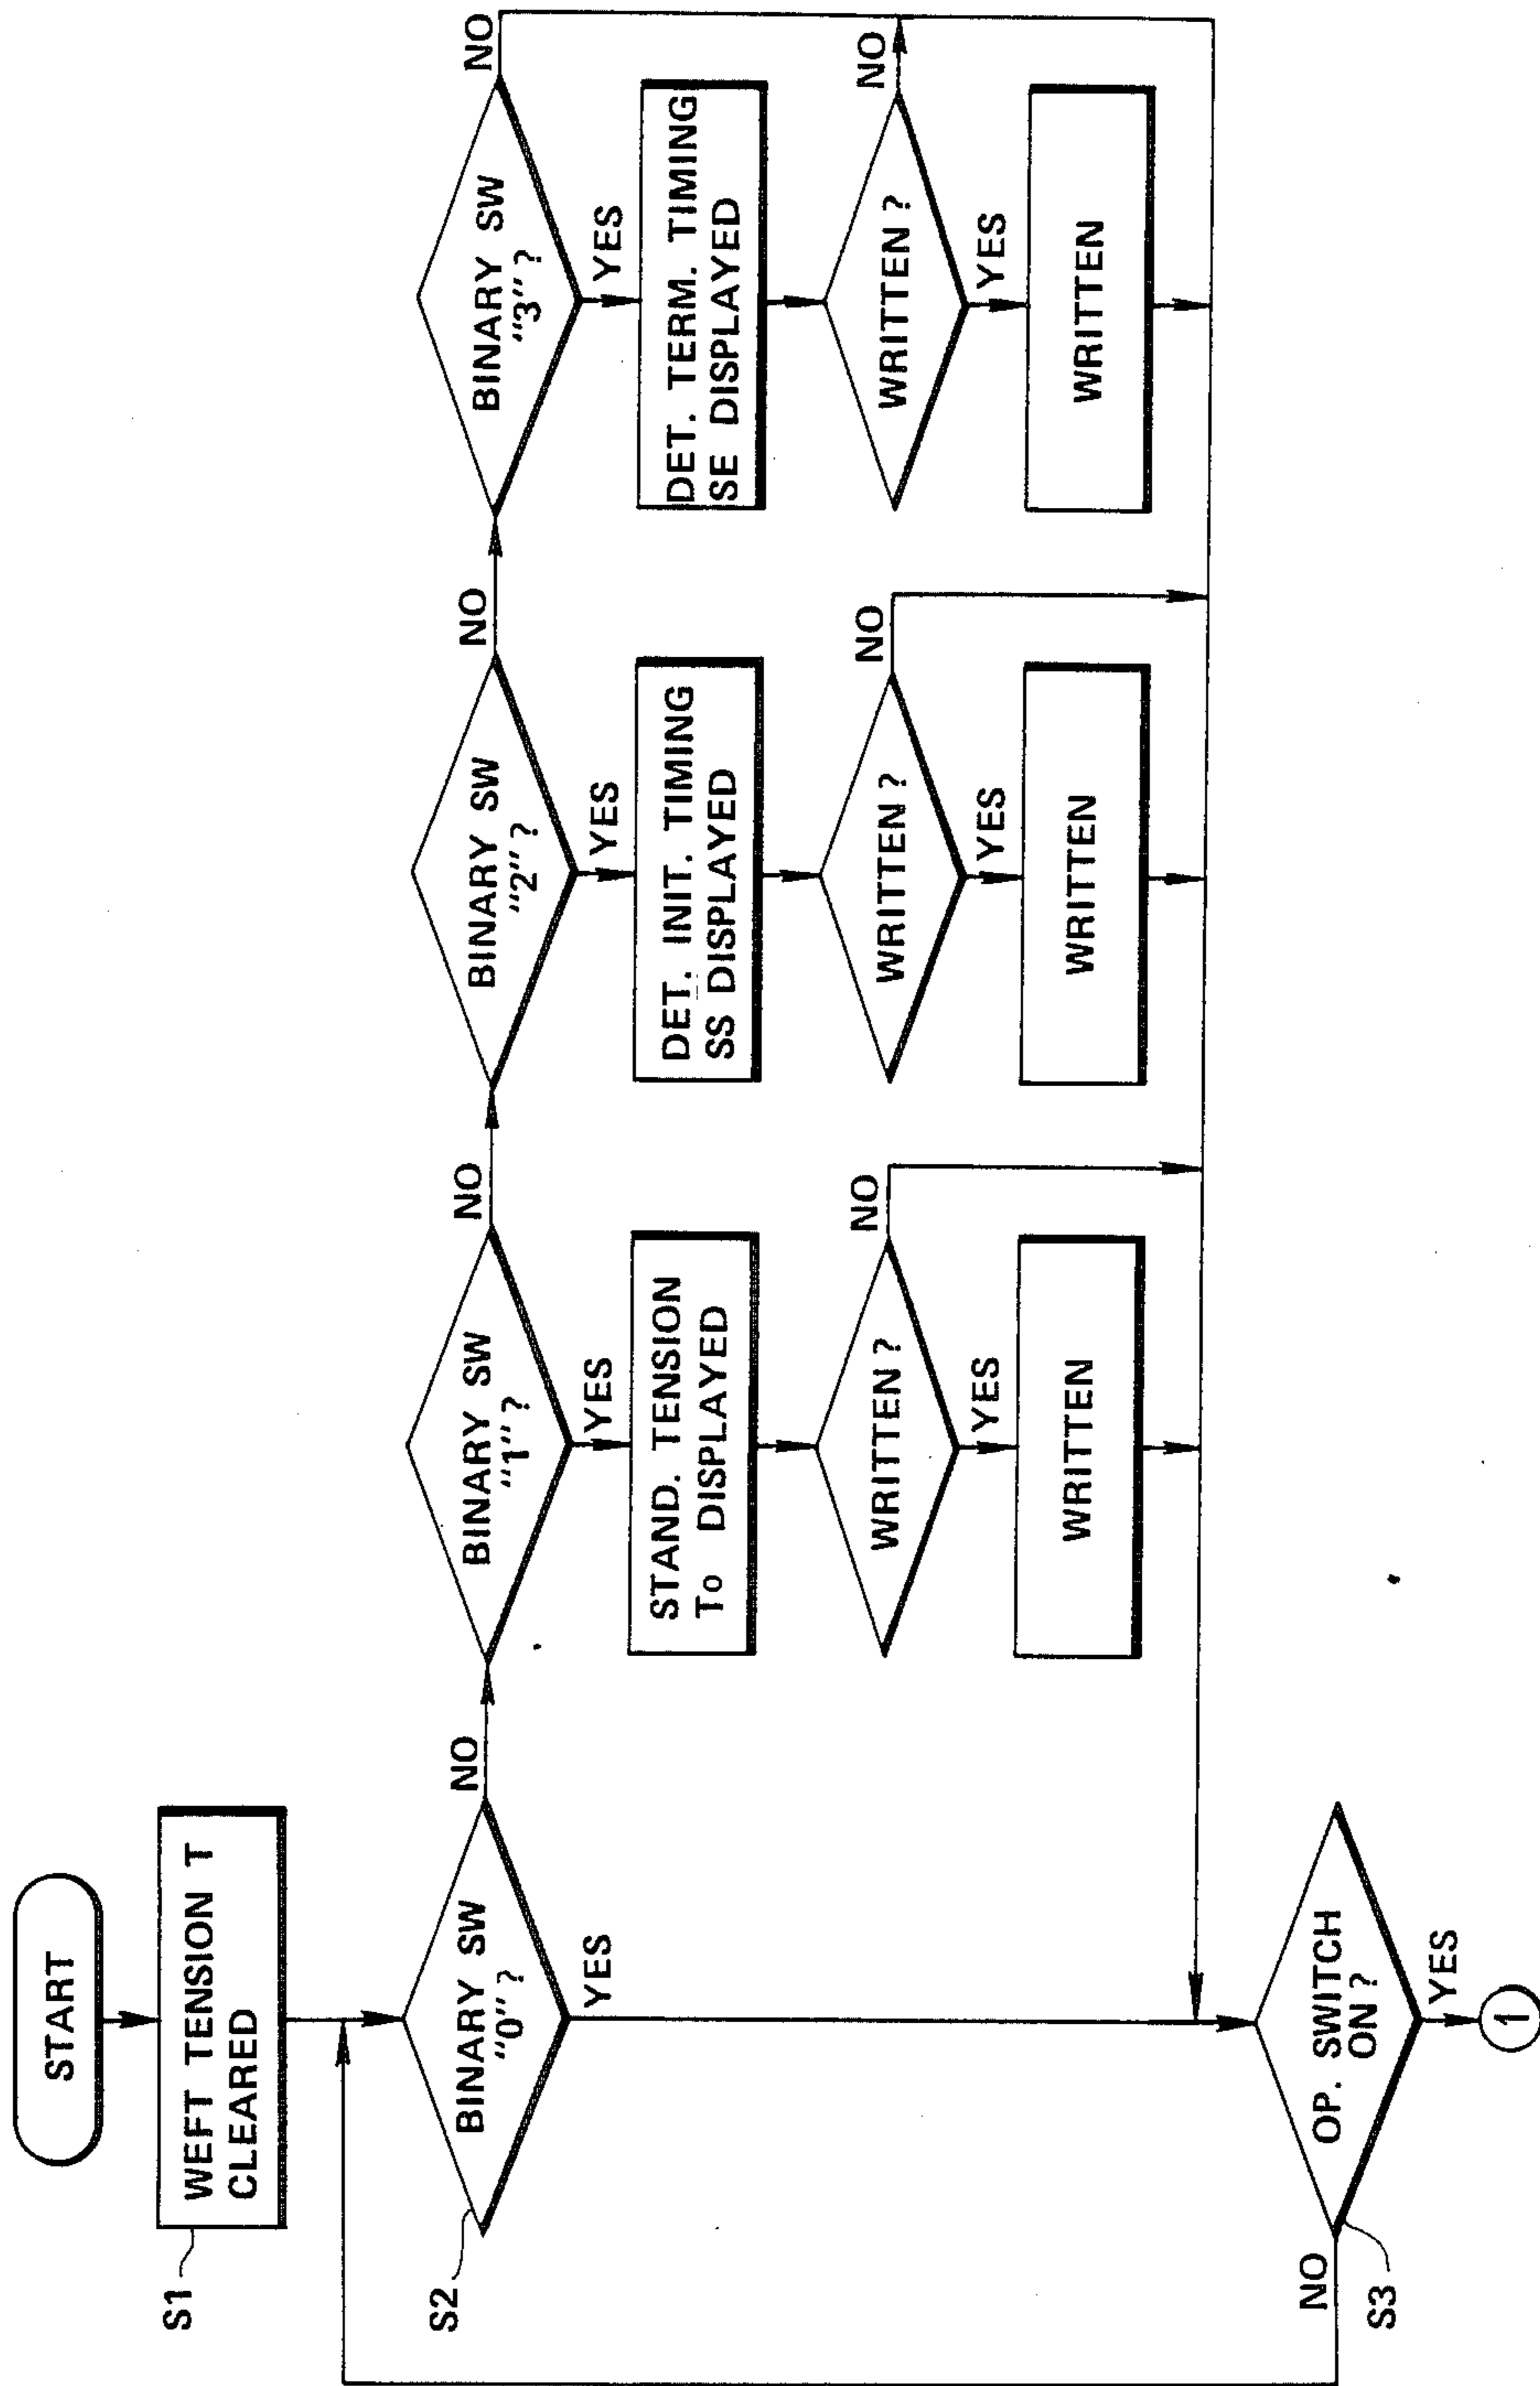 START
S1
WEFT TENSION T
CLEARED
S2
BINARY SW
"0" ?
NO
YES
BINARY SW
"1" ?
NO
YES
STAND. TENSION
To DISPLAYED
WRITTEN ?
NO
YES
WRITTEN
BINARY SW
"2" ?
NO
YES
DET. INIT. TIMING
SS DISPLAYED
WRITTEN ?
NO
YES
WRITTEN
BINARY SW
"3" ?
NO
YES
DET. TERM. TIMING
SE DISPLAYED
WRITTEN ?
NO
YES
WRITTEN
S3
OP. SWITCH
ON ?
NO
YES
1